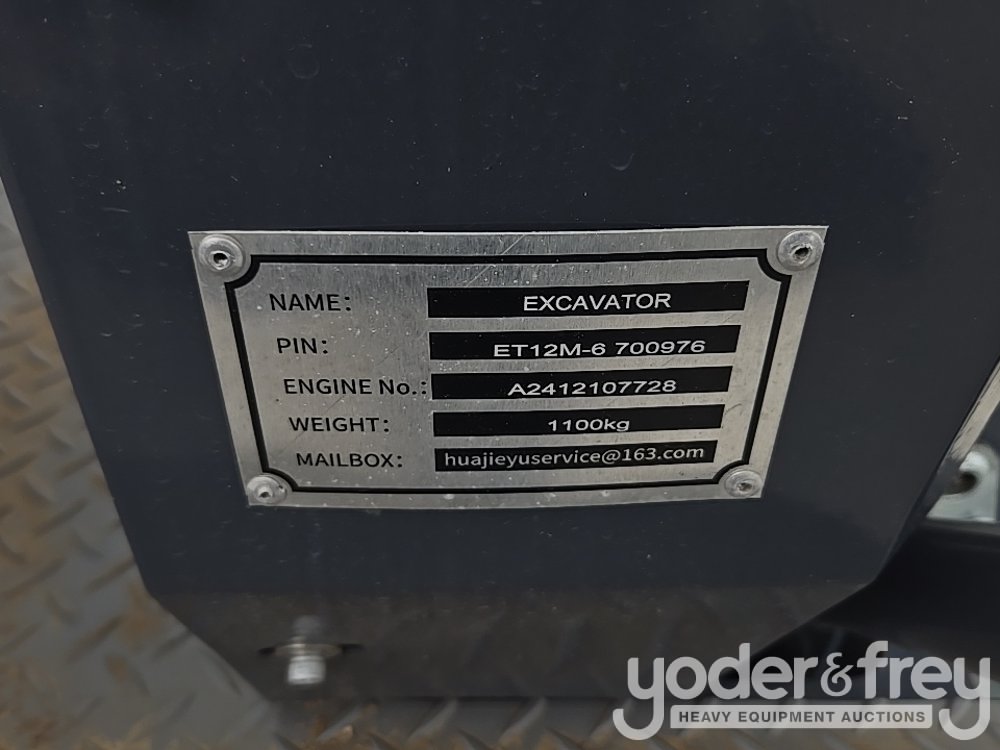 NAME: EXCAVATOR
PIN: ET12M-6 700976
ENGINE No.: A2412107728
WEIGHT: 1100kg
MAILBOX: huajieyuservice@163.com
yoder&frey
HEAVY EQUIPMENT AUCTIONS